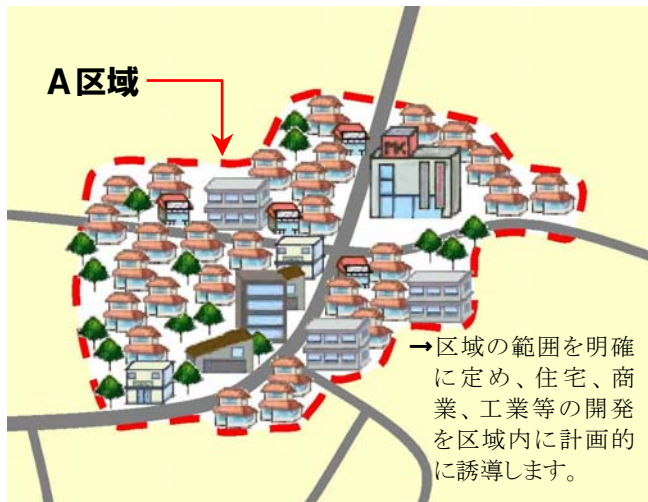 A区域
MK
→区域の範囲を明確
に定め、住宅、商
業、工業等の開発
を区域内に計画的
に誘導します。